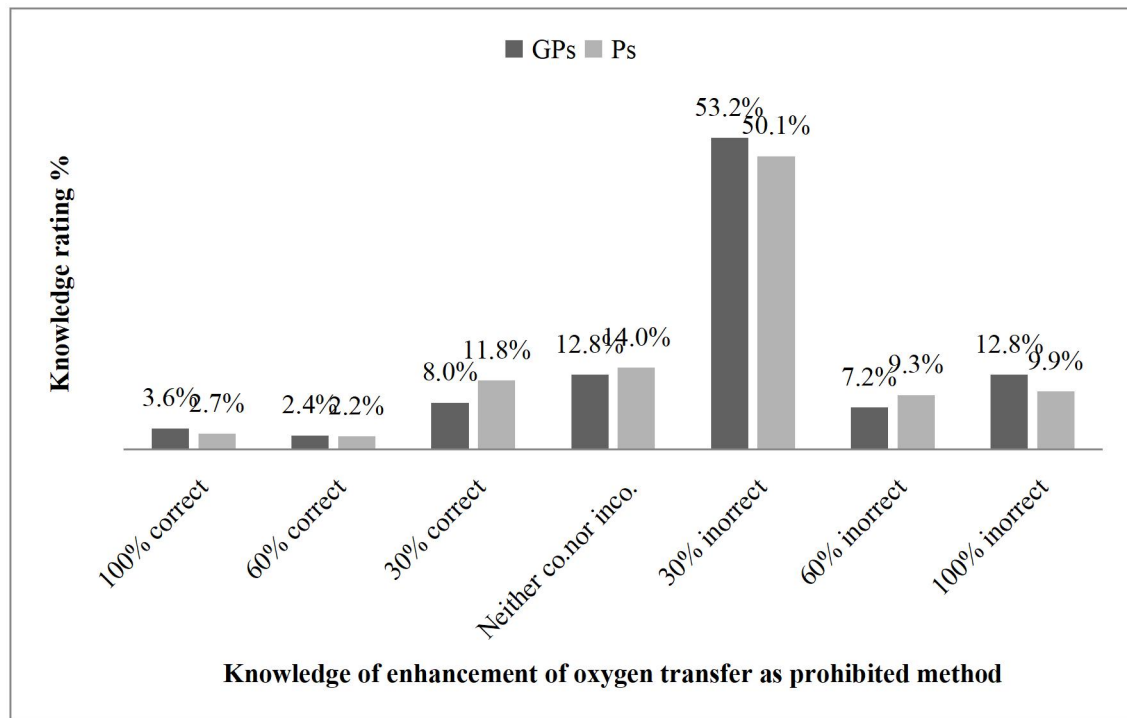 GPs Ps
53.2%
50.1%
3.6%
2.7%
2.4%
2.2%
8.0%
11.8%
12.8%
14.0%
7.2%
9.3%
12.8%
9.9%
Knowledge rating %
100% correct
60% correct
30% correct
Neither co.nor inco.
30% inorrect
60% inorrect
100% inorrect
Knowledge of enhancement of oxygen transfer as prohibited method